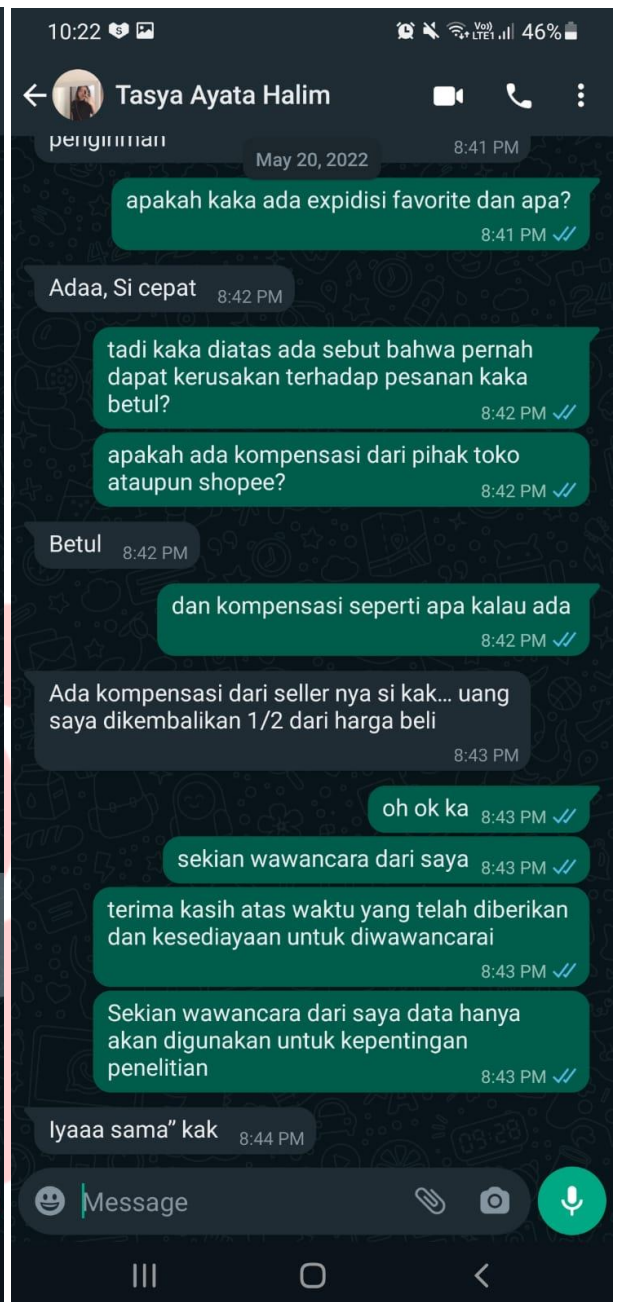 10:22
Vo)) LTE1 46%
Tasya Ayata Halim
pengiriman 8:41 PM
May 20, 2022
apakah kaka ada expidisi favorite dan apa?
8:41 PM
Adaa, Si cepat 8:42 PM
tadi kaka diatas ada sebut bahwa pernah
dapat kerusakan terhadap pesanan kaka
betul?
8:42 PM
apakah ada kompensasi dari pihak toko
ataupun shopee?
8:42 PM
Betul 8:42 PM
dan kompensasi seperti apa kalau ada
8:42 PM
Ada kompensasi dari seller nya si kak... uang
saya dikembalikan 1/2 dari harga beli
8:43 PM
oh ok ka 8:43 PM
sekian wawancara dari saya 8:43 PM
terima kasih atas waktu yang telah diberikan
dan kesediayaan untuk diwawancarai
8:43 PM
Sekian wawancara dari saya data hanya
akan digunakan untuk kepentingan
penelitian
8:43 PM
Iyaaa sama” kak 8:44 PM
Message